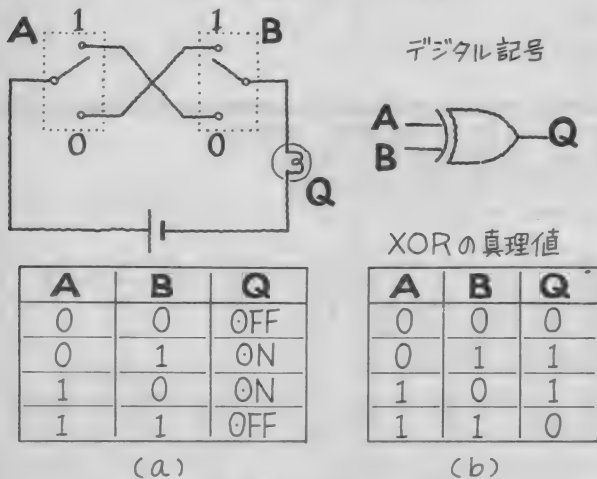 A 1 1 B
0 0
Q
A B Q
0 0 OFF
0 1 ON
1 0 ON
1 1 OFF
(a)
デジタル記号
A Q
B
XORの真理値
A B Q
0 0 0
0 1 1
1 0 1
1 1 0
(b)